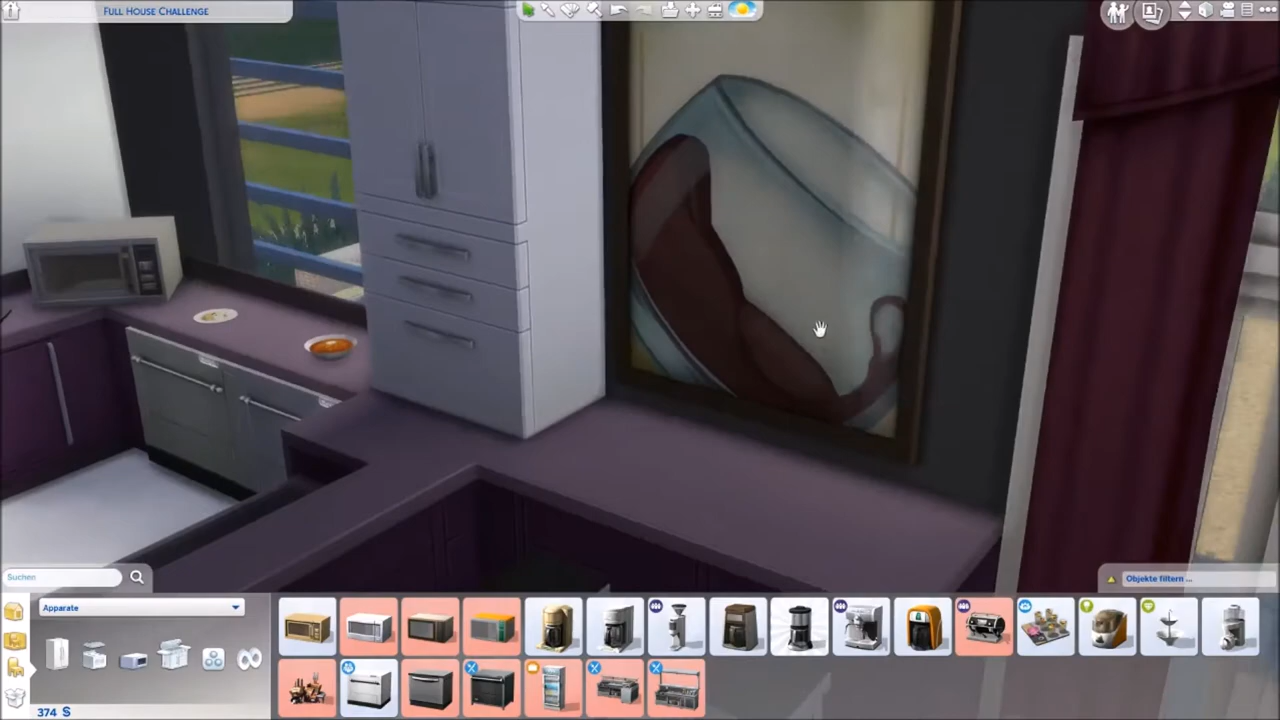 FULL HOUSE CHALLENGE
Suchen
Objekte filtern ...
Apparate
374 $